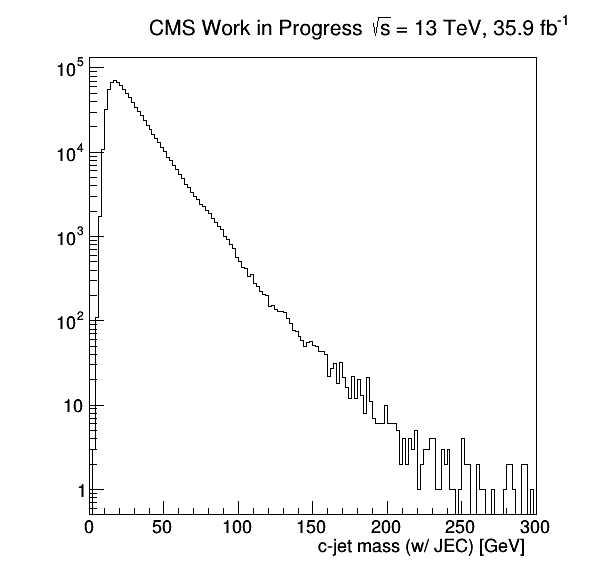 CMS Work in Progress √s = 13 TeV, 35.9 fb⁻¹
10⁵
10⁴
10³
10²
10
1
0 50 100 150 200 250 300
c-jet mass (w/ JEC) [GeV]